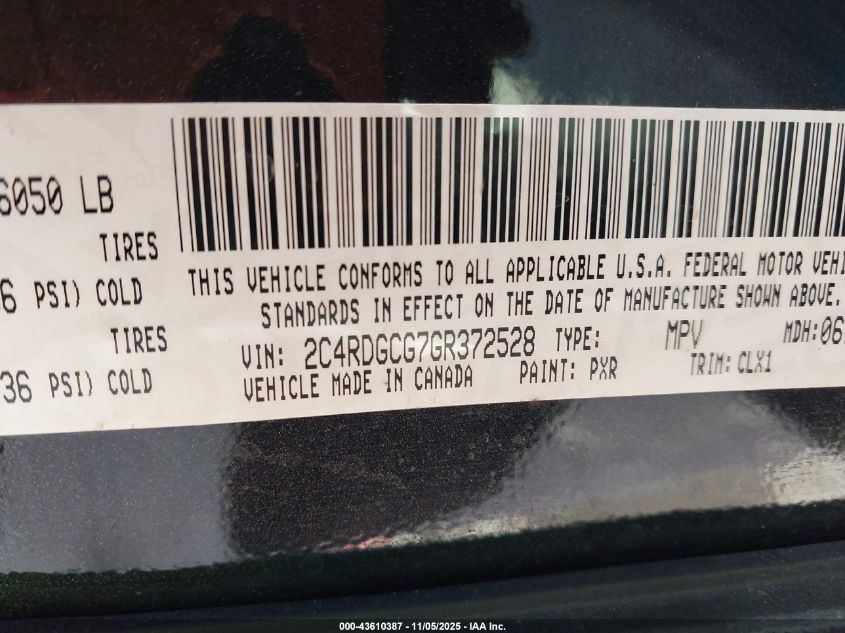 6050 LB
TIRES
6 PSI) COLD
TIRES
36 PSI) COLD
THIS VEHICLE CONFORMS TO ALL APPLICABLE U.S.A. FEDERAL MOTOR VEHI
STANDARDS IN EFFECT ON THE DATE OF MANUFACTURE SHOWN ABOVE.
VIN: 2C4RDGCG7GR372528 TYPE: MPV MDH:06
VEHICLE MADE IN CANADA PAINT: PXR TRIM: CLX1
000-43610387 - 11/05/2025 - IAA Inc.